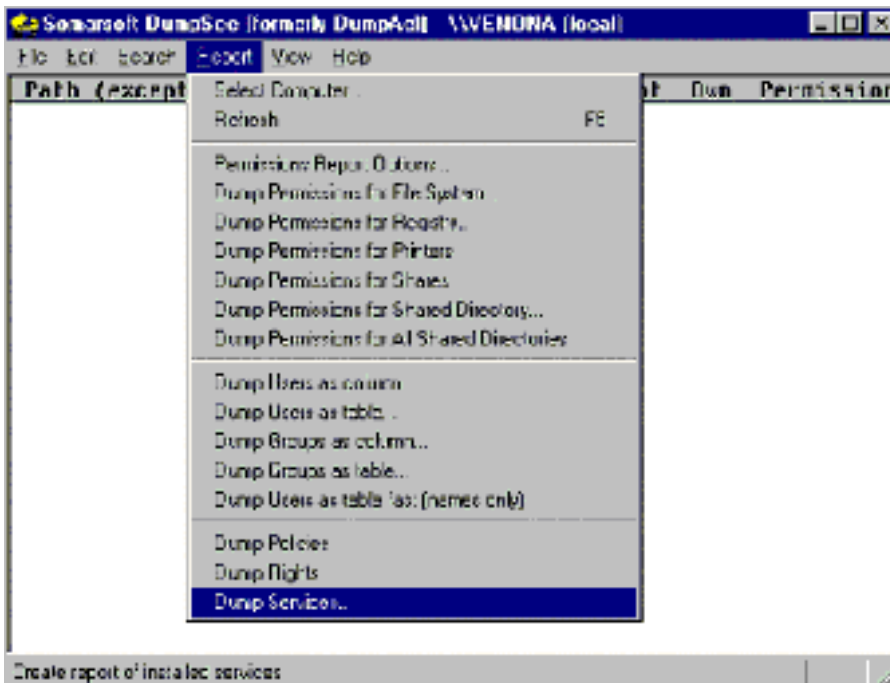 Somarsoft DumpSec (formerly DumpAcl) \\VENONA (local)
File Edit Search Report View Help
Path (except Own Permission
Select Computer...
Refresh F5
Permissions Report Options...
Dump Permissions for File System...
Dump Permissions for Registry...
Dump Permissions for Printers
Dump Permissions for Shares
Dump Permissions for Shared Directory...
Dump Permissions for All Shared Directories
Dump Users as column...
Dump Users as table...
Dump Groups as column...
Dump Groups as table...
Dump Users as table fast (names only)
Dump Policies
Dump Rights
Dump Services...
Create report of installed services